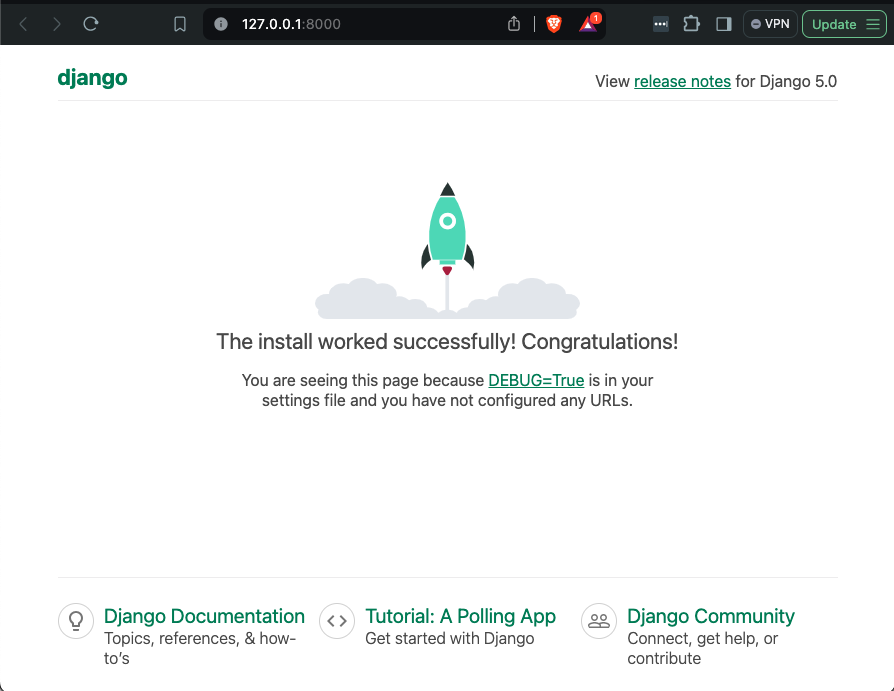 127.0.0.1:8000
1
VPN
Update
django
View release notes for Django 5.0
The install worked successfully! Congratulations!
You are seeing this page because DEBUG=True is in your
settings file and you have not configured any URLs.
Django Documentation
Topics, references, & how-
to’s
Tutorial: A Polling App
Get started with Django
Django Community
Connect, get help, or
contribute